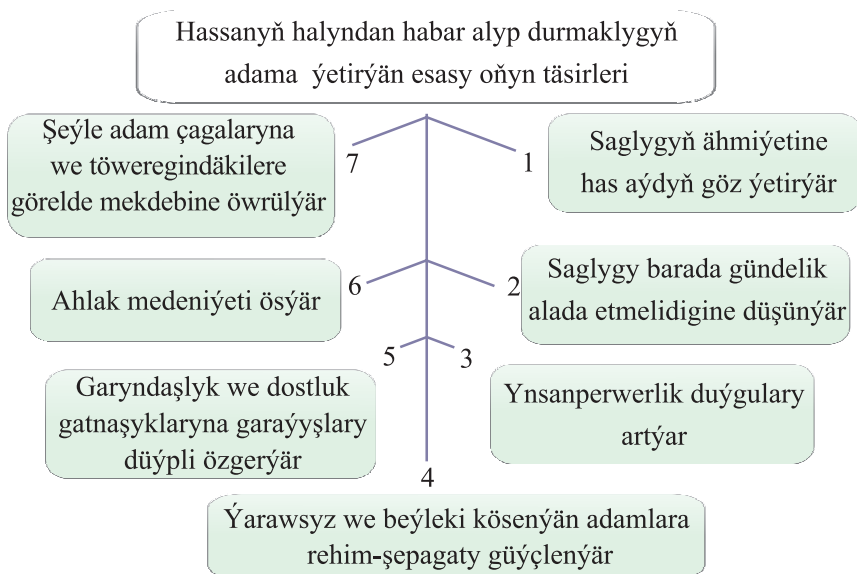 Hassanyň halyndan habar alyp durmaklygyň
adama ýetirýän esasy oňyn täsirleri
1
Saglygyň ähmiýetine
has aýdyň göz ýetirýär
2
Saglygy barada gündelik
alada etmelidigine düşünýär
3
Ynsanperwerlik duýgulary
artýar
4
Ýarawsyz we beýleki kösenýän adamlara
rehim-şepagaty güýçlenýär
5
Garyndaşlyk we dostluk
gatnaşyklaryna garaýyşlary
düýpli özgerýär
6
Ahlak medeniýeti ösýär
7
Şeýle adam çagalaryna
we töweregindäkilere
görelde mekdebine öwrülýär